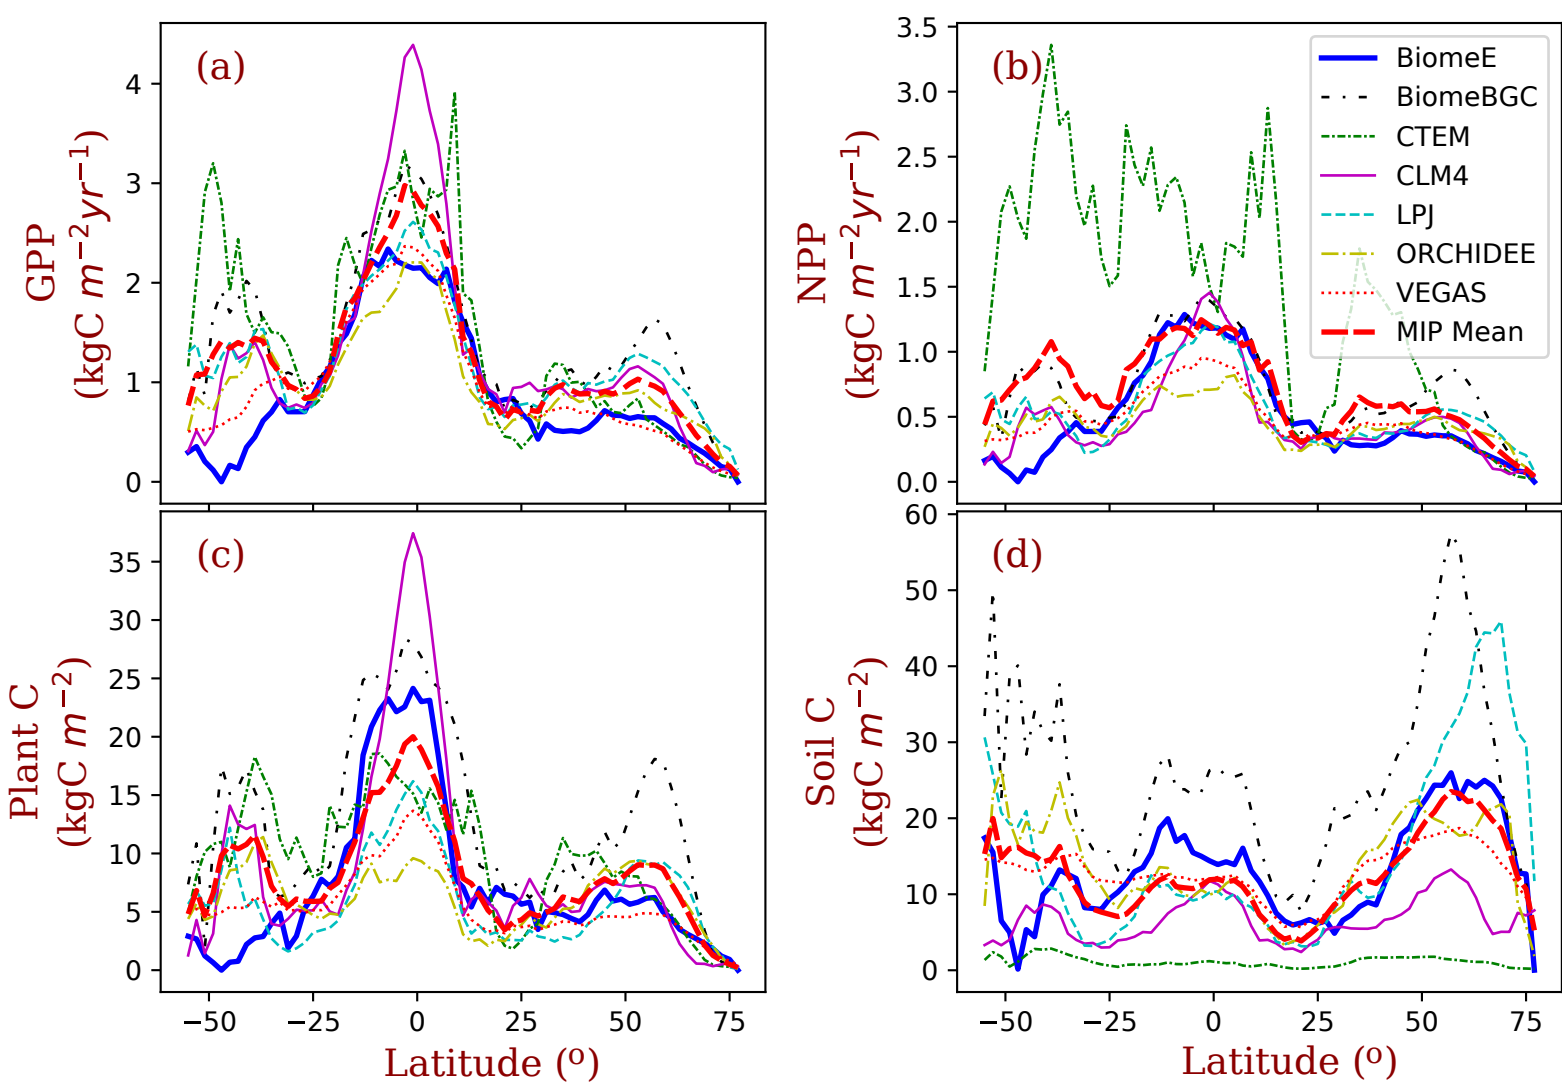 (a)
GPP
(kgC m⁻²yr⁻¹)
4
3
2
1
0
(b)
NPP
(kgC m⁻²yr⁻¹)
3.5
3.0
2.5
2.0
1.5
1.0
0.5
0.0
BiomeE
BiomeBGC
CTEM
CLM4
LPJ
ORCHIDEE
VEGAS
MIP Mean
(c)
Plant C
(kgC m⁻²)
35
30
25
20
15
10
5
0
−50 −25 0 25 50 75
Latitude (º)
(d)
Soil C
(kgC m⁻²)
60
50
40
30
20
10
0
−50 −25 0 25 50 75
Latitude (º)